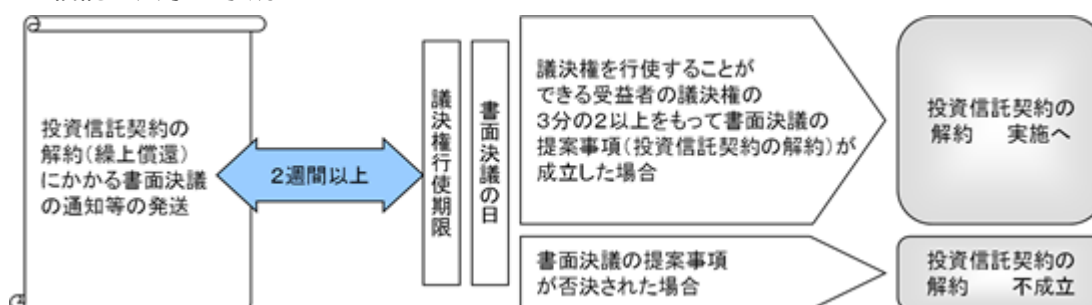 投資信託契約の
解約(繰上償還)
にかかる書面決議
の通知等の発送
2週間以上
議決権行使期限
書面決議の日
議決権を行使することが
できる受益者の議決権の
3分の2以上をもって書面決議の
提案事項(投資信託契約の解約)が
成立した場合
投資信託契約の
解約 実施へ
書面決議の提案事項
が否決された場合
投資信託契約の
解約 不成立